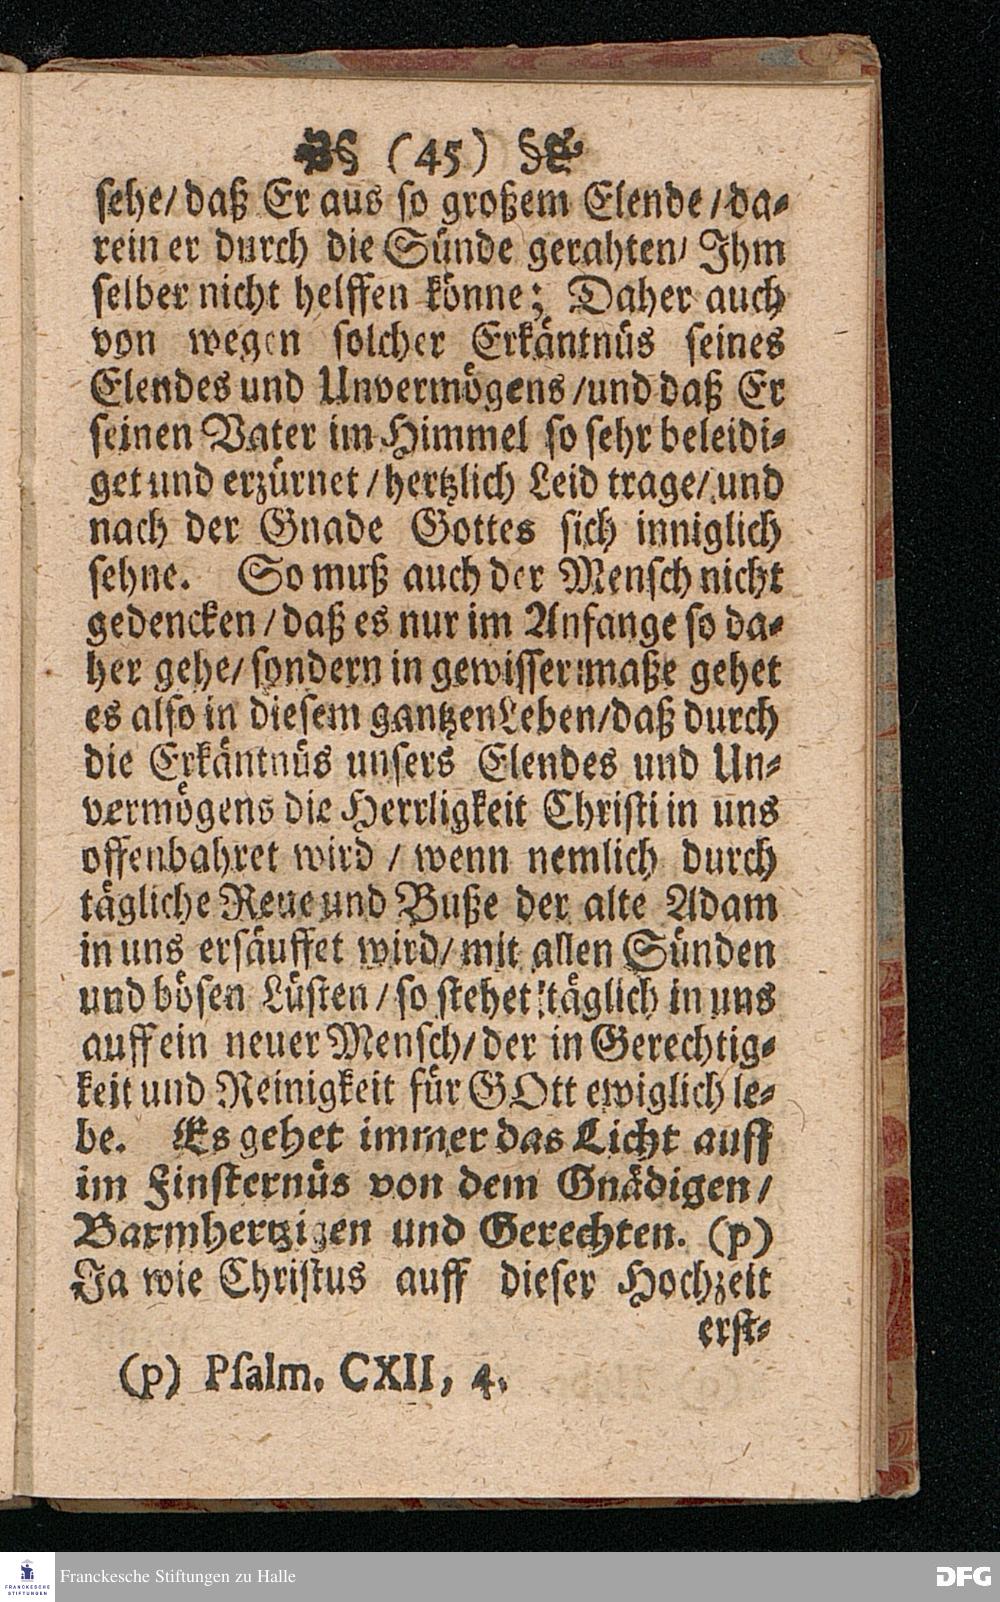 (45)
sehe/ daß Er aus so großem Elende / da-
rein er durch die Sünde gerahten/ Ihm
selber nicht helffen könne; Daher auch
von wegen solcher Erkäntnüs seines
Elendes und Unvermögens / und daß Er
seinen Vater im Himmel so sehr beleidi-
get und erzürnet / hertzlich Leid trage/ und
nach der Gnade Gottes sich inniglich
sehne. So muß auch der Mensch nicht
gedencken / daß es nur im Anfange so da-
her gehe/ sondern in gewisser maße gehet
es also in diesem gantzen Leben/ daß durch
die Erkäntnüs unsers Elendes und Un-
vermögens die Herrligkeit Christi in uns
offenbahret wird / wenn nemlich durch
tägliche Reue und Buße der alte Adam
in uns ersäuffet wird/ mit allen Sünden
und bösen Lüsten / so stehet täglich in uns
auff ein neuer Mensch/ der in Gerechtig-
keit und Reinigkeit für GOtt ewiglich le-
be. Es gehet immer das Licht auff
im Finsternüs von dem Gnädigen /
Barmhertzigen und Gerechten. (p)
Ja wie Christus auff dieser Hochzeit
erst-
(p) Psalm. CXII, 4.
FRANCKESCHE STIFTUNGEN
Franckesche Stiftungen zu Halle
DFG